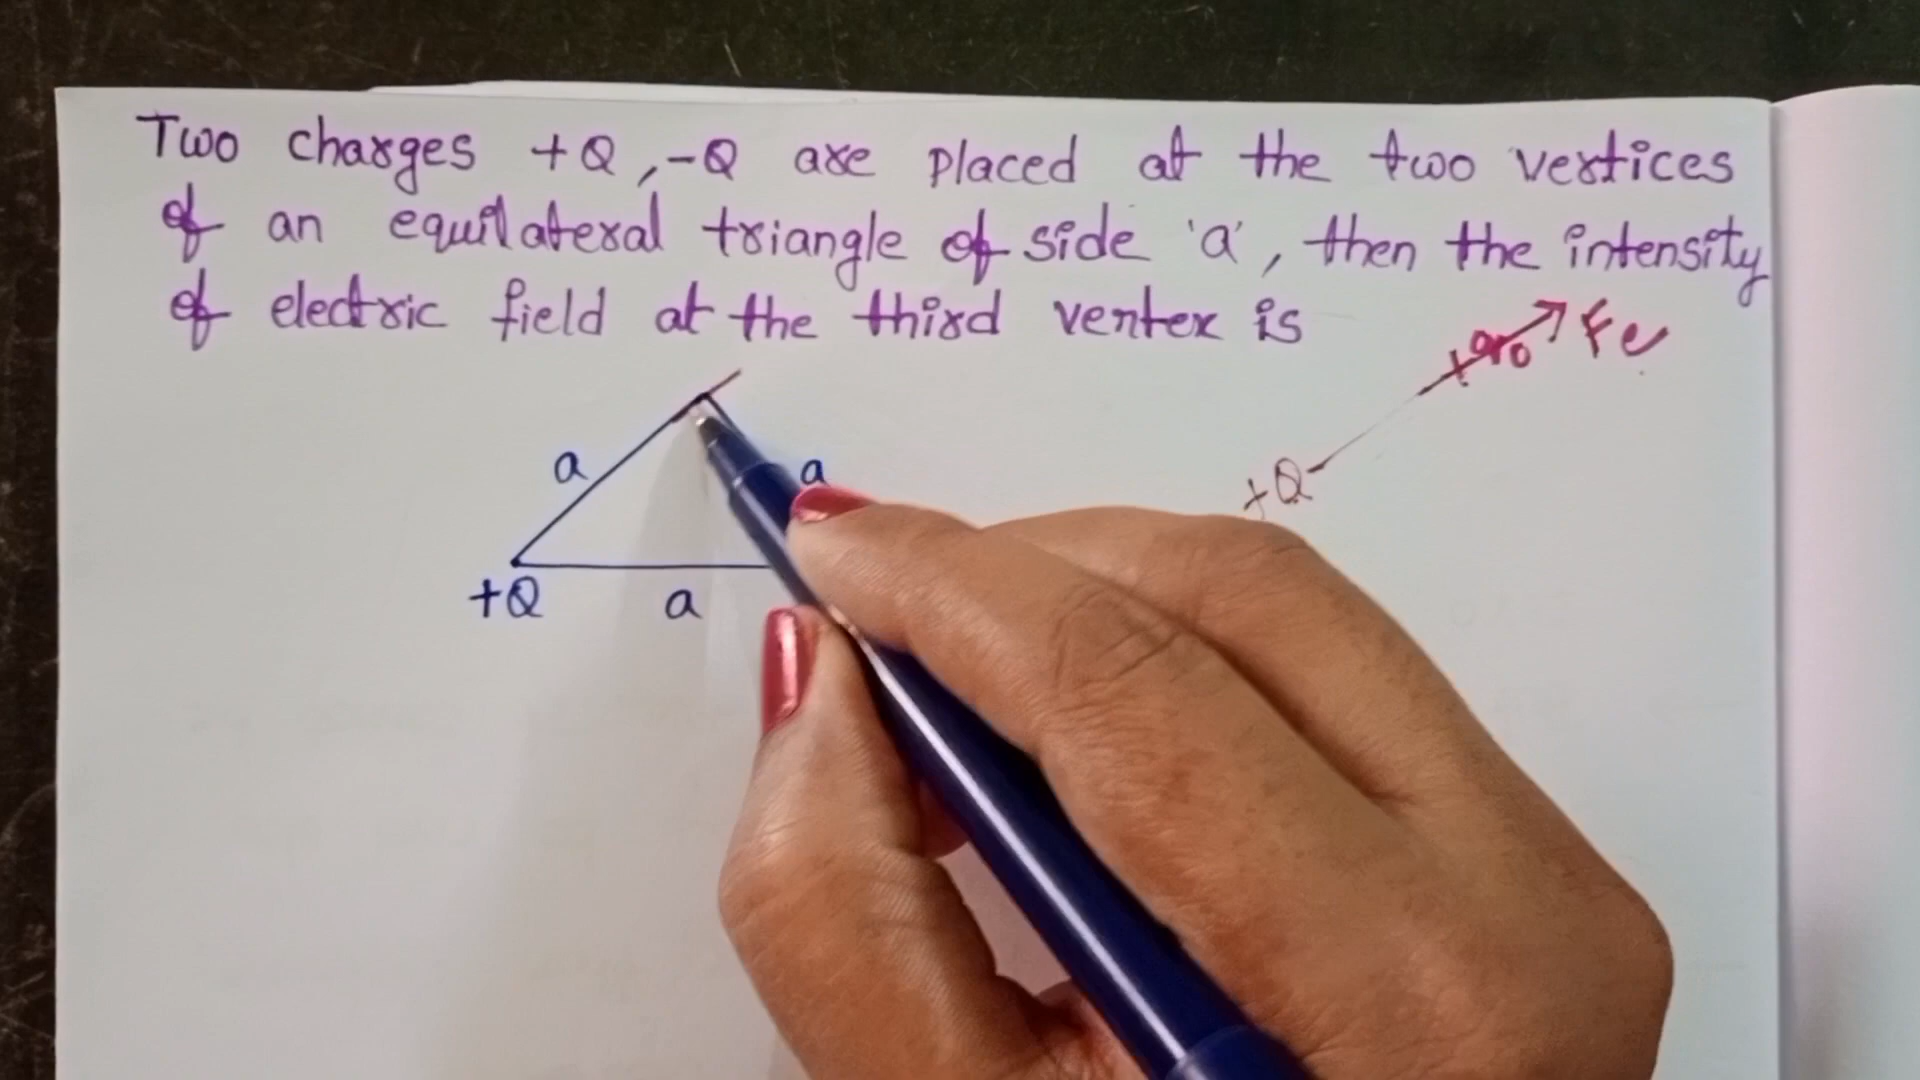 Two charges +Q, -Q are placed at the two vertices
of an equilateral triangle of side 'a', then the intensity
of electric field at the third vertex is
+q₀ Fe
+Q
a a
+Q a